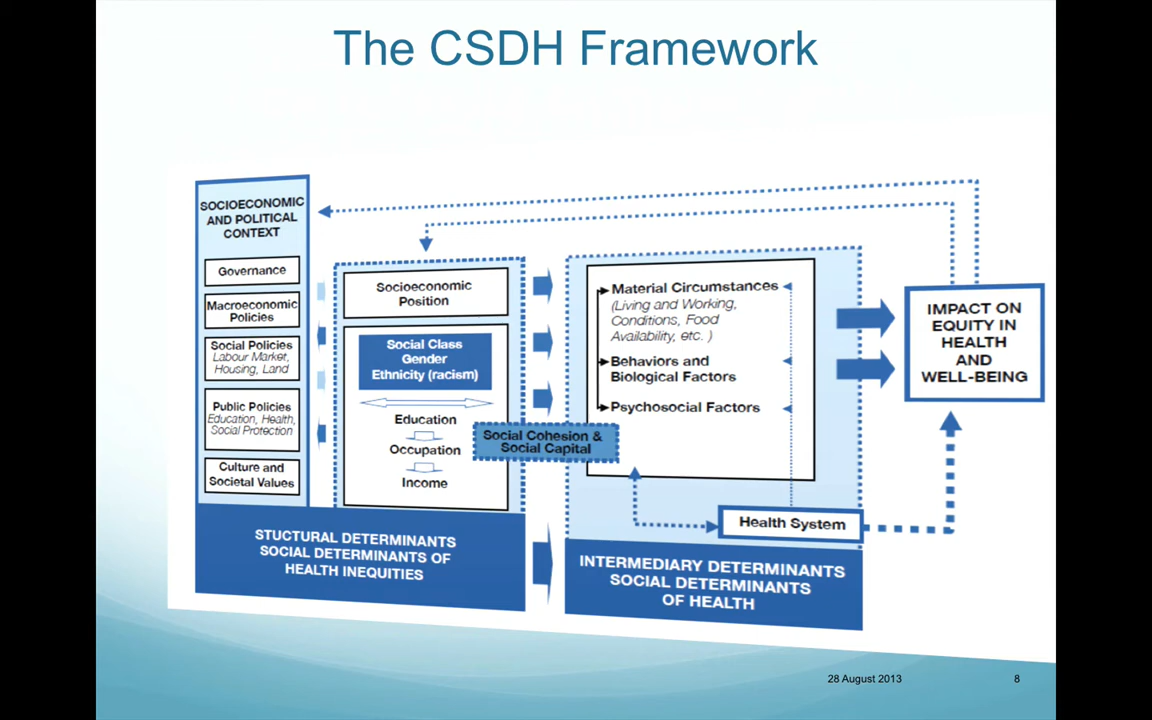 The CSDH Framework
SOCIOECONOMIC
AND POLITICAL
CONTEXT
Governance
Macroeconomic
Policies
Social Policies
Labour Market,
Housing, Land
Public Policies
Education, Health,
Social Protection
Culture and
Societal Values
Socioeconomic
Position
Social Class
Gender
Ethnicity (racism)
Education
Occupation
Income
Social Cohesion &
Social Capital
Material Circumstances
(Living and Working,
Conditions, Food
Availability, etc. )
Behaviors and
Biological Factors
Psychosocial Factors
Health System
IMPACT ON
EQUITY IN
HEALTH
AND
WELL-BEING
STUCTURAL DETERMINANTS
SOCIAL DETERMINANTS OF
HEALTH INEQUITIES
INTERMEDIARY DETERMINANTS
SOCIAL DETERMINANTS
OF HEALTH
28 August 2013
8